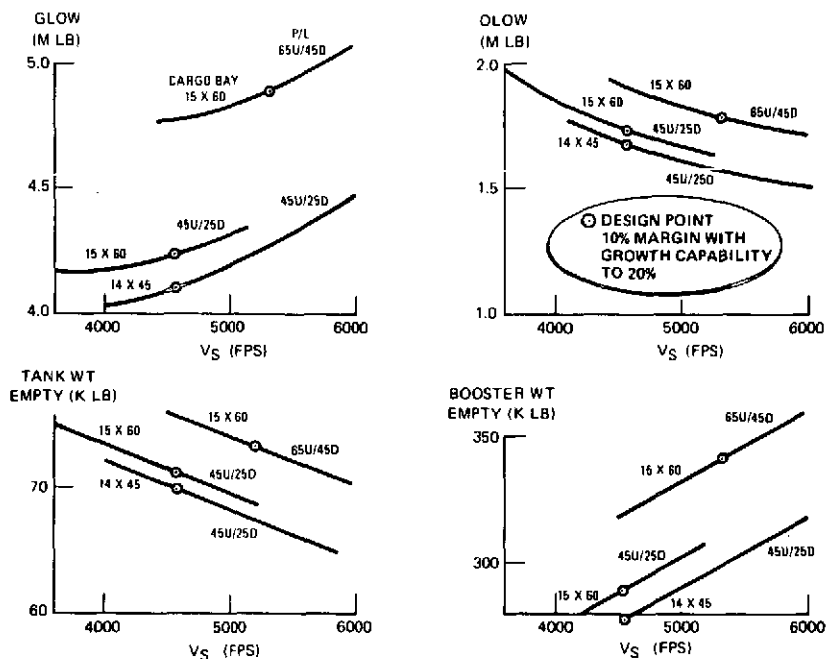 GLOW
(M LB)
5.0
4.5
4.0
P/L
65U/45D
CARGO BAY
15 X 60
45U/25D
45U/25D
15 X 60
14 X 45
4000 5000 6000
VS (FPS)
OLOW
(M LB)
2.0
1.5
1.0
15 X 60
65U/45D
15 X 60
45U/25D
14 X 45
45U/25D
DESIGN POINT
10% MARGIN WITH
GROWTH CAPABILITY
TO 20%
4000 5000 6000
VS (FPS)
TANK WT
EMPTY (K LB)
70
60
15 X 60
65U/45D
15 X 60
45U/25D
14 X 45
45U/25D
4000 5000 6000
VS (FPS)
BOOSTER WT
EMPTY (K LB)
350
300
65U/45D
15 X 60
45U/25D
45U/25D
15 X 60
14 X 45
4000 5000 6000
VS (FPS)